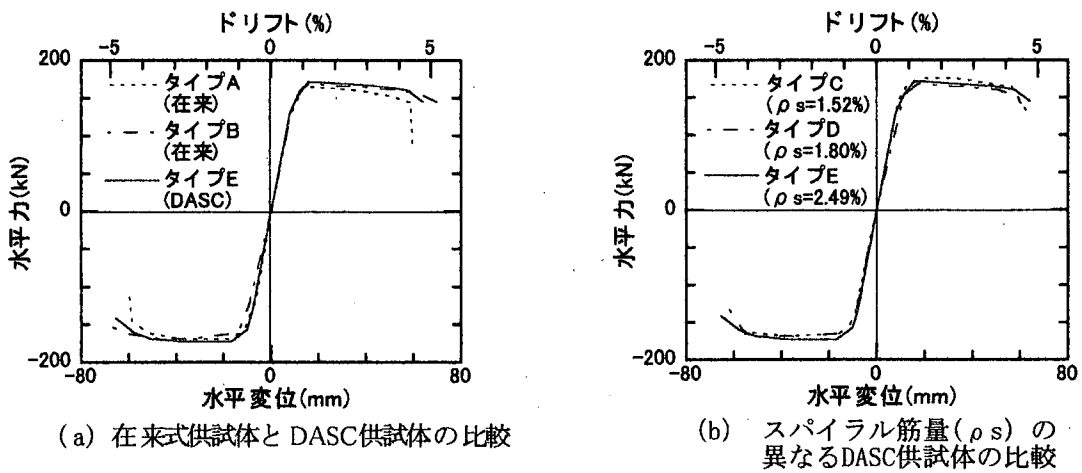 ドリフト(%)
-5 0 5
200
タイプA
(在来)
タイプB
(在来)
タイプE
(DASC)
水平力(kN)
0
-200
-80 0 80
水平変位(mm)
(a) 在来式供試体とDASC供試体の比較
ドリフト(%)
-5 0 5
200
タイプC
(ρs=1.52%)
タイプD
(ρs=1.80%)
タイプE
(ρs=2.49%)
水平力(kN)
0
-200
-80 0 80
水平変位(mm)
(b) スパイラル筋量(ρs)の
異なるDASC供試体の比較